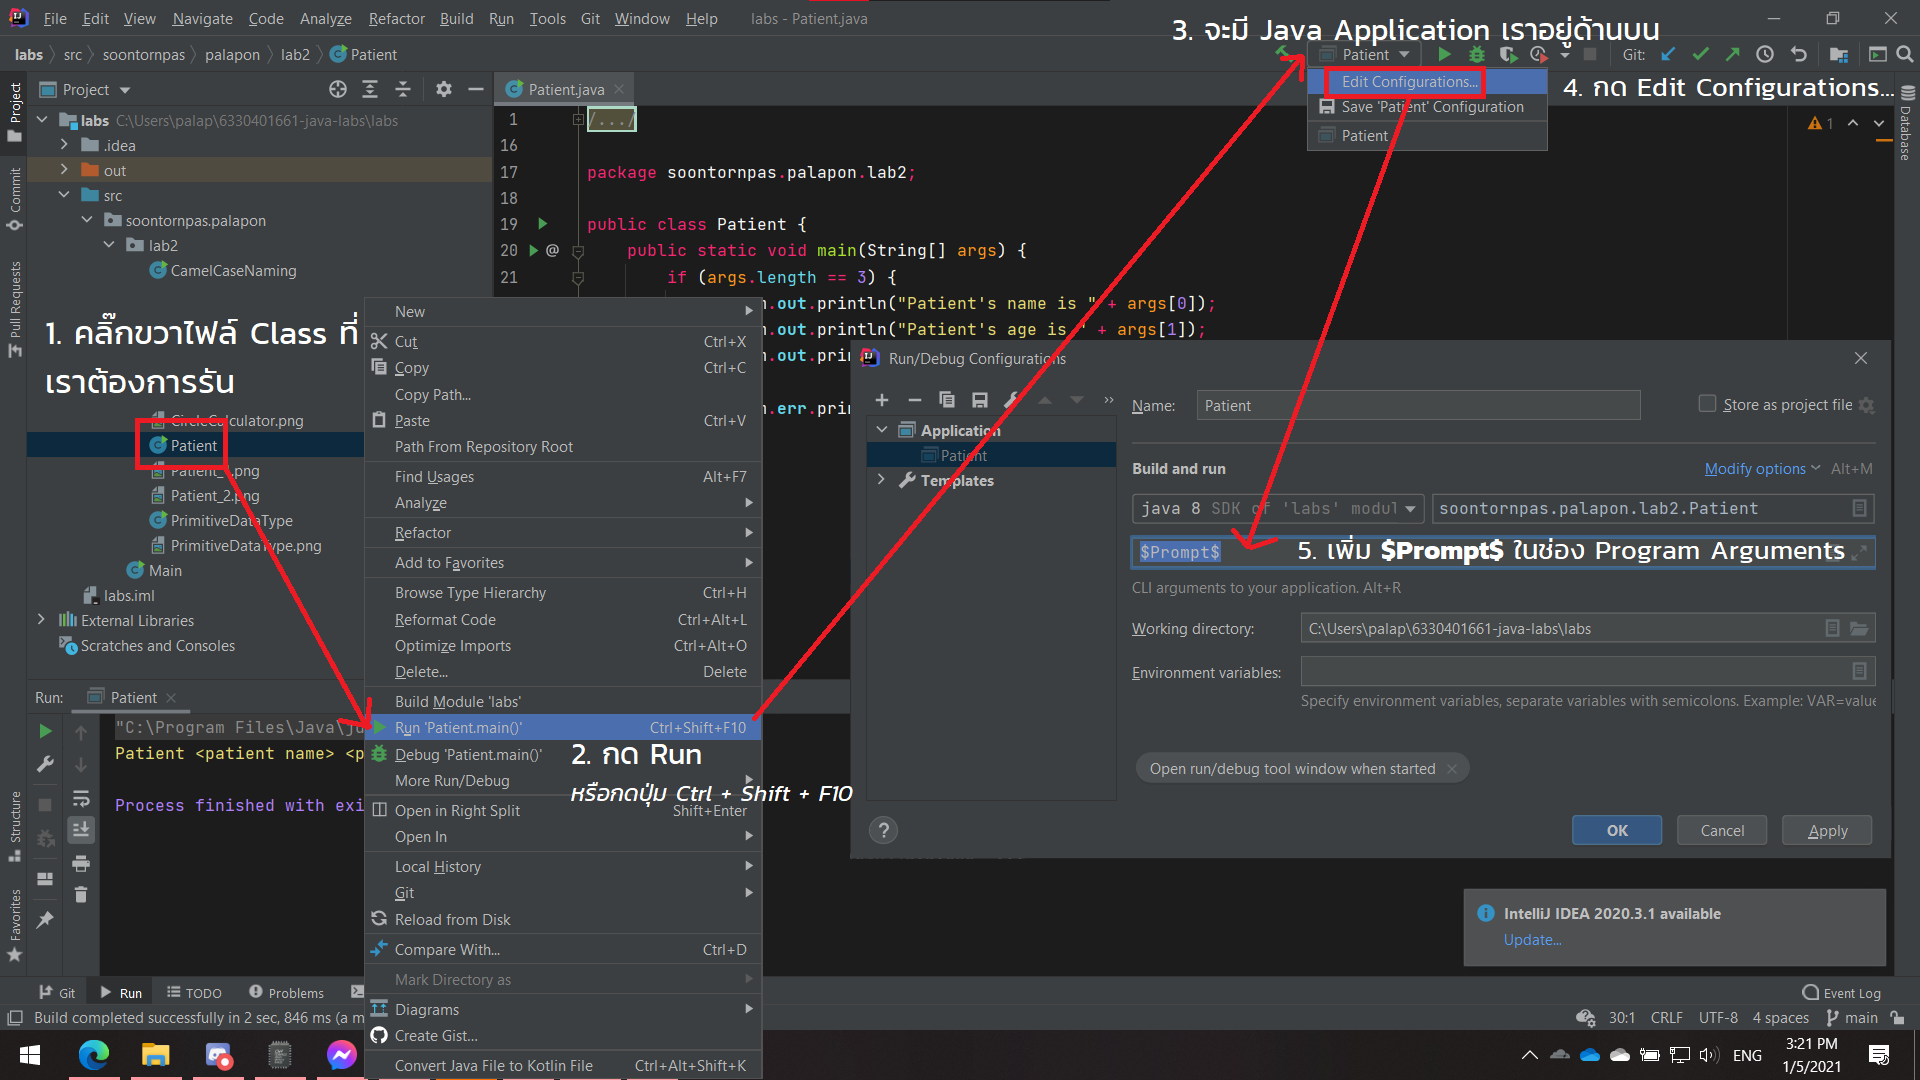 File Edit View Navigate Code Analyze Refactor Build Run Tools Git Window Help labs - Patient.java
3. จะมี Java Application เราอยู่ด้านบน
labs src soontornpas palapon lab2 Patient
Patient
Git:
Project
Patient.java
Edit Configurations...
4. กด Edit Configurations...
Save 'Patient' Configuration
Patient
Project
Commit
Pull Requests
Structure
Favorites
Database
labs C:\Users\palap\6330401661-java-labs\labs
.idea
out
src
soontornpas.palapon
lab2
CamelCaseNaming
1. คลิ๊กขวาไฟล์ Class ที่
เราต้องการรัน
CircleCalculator.png
Patient
Patient_1.png
Patient_2.png
PrimitiveDataType
PrimitiveDataType.png
Main
labs.iml
External Libraries
Scratches and Consoles
1 /.../
16
17 package soontornpas.palapon.lab2;
18
19 public class Patient {
20 @ public static void main(String[] args) {
21 if (args.length == 3) {
.out.println("Patient's name is " + args[0]);
.out.println("Patient's age is " + args[1]);
.out.pri
.err.pri
1
New
Cut Ctrl+X
Copy Ctrl+C
Copy Path...
Paste Ctrl+V
Path From Repository Root
Find Usages Alt+F7
Analyze
Refactor
Add to Favorites
Browse Type Hierarchy Ctrl+H
Reformat Code Ctrl+Alt+L
Optimize Imports Ctrl+Alt+O
Delete... Delete
Build Module 'labs'
Run 'Patient.main()' Ctrl+Shift+F10
Debug 'Patient.main()'
2. กด Run
More Run/Debug
หรือกดปุ่ม Ctrl + Shift + F10
Open in Right Split Shift+Enter
Open In
Local History
Git
Reload from Disk
Compare With... Ctrl+D
Mark Directory as
Diagrams
Create Gist...
Convert Java File to Kotlin File Ctrl+Alt+Shift+K
Run/Debug Configurations
Name: Patient Store as project file
Application
Patient
Templates
Build and run Modify options Alt+M
java 8 SDK of 'labs' modul soontornpas.palapon.lab2.Patient
$Prompt$ 5. เพิ่ม $Prompt$ ในช่อง Program Arguments
CLI arguments to your application. Alt+R
Working directory: C:\Users\palap\6330401661-java-labs\labs
Environment variables:
Specify environment variables, separate variables with semicolons. Example: VAR=value
Open run/debug tool window when started
? OK Cancel Apply
Run: Patient
"C:\Program Files\Java\j
Patient <patient name> <p
Process finished with exi
IntelliJ IDEA 2020.3.1 available
Update...
Git Run TODO Problems Event Log
Build completed successfully in 2 sec, 846 ms (a m 30:1 CRLF UTF-8 4 spaces main
ENG 3:21 PM
1/5/2021